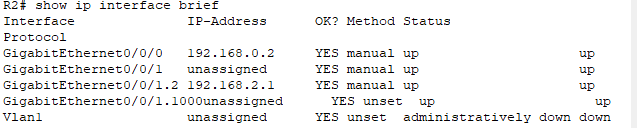 R2# show ip interface brief
Interface IP-Address OK? Method Status
Protocol
GigabitEthernet0/0/0 192.168.0.2 YES manual up up
GigabitEthernet0/0/1 unassigned YES manual up up
GigabitEthernet0/0/1.2 192.168.2.1 YES manual up up
GigabitEthernet0/0/1.1000unassigned YES unset up up
Vlan1 unassigned YES unset administratively down down